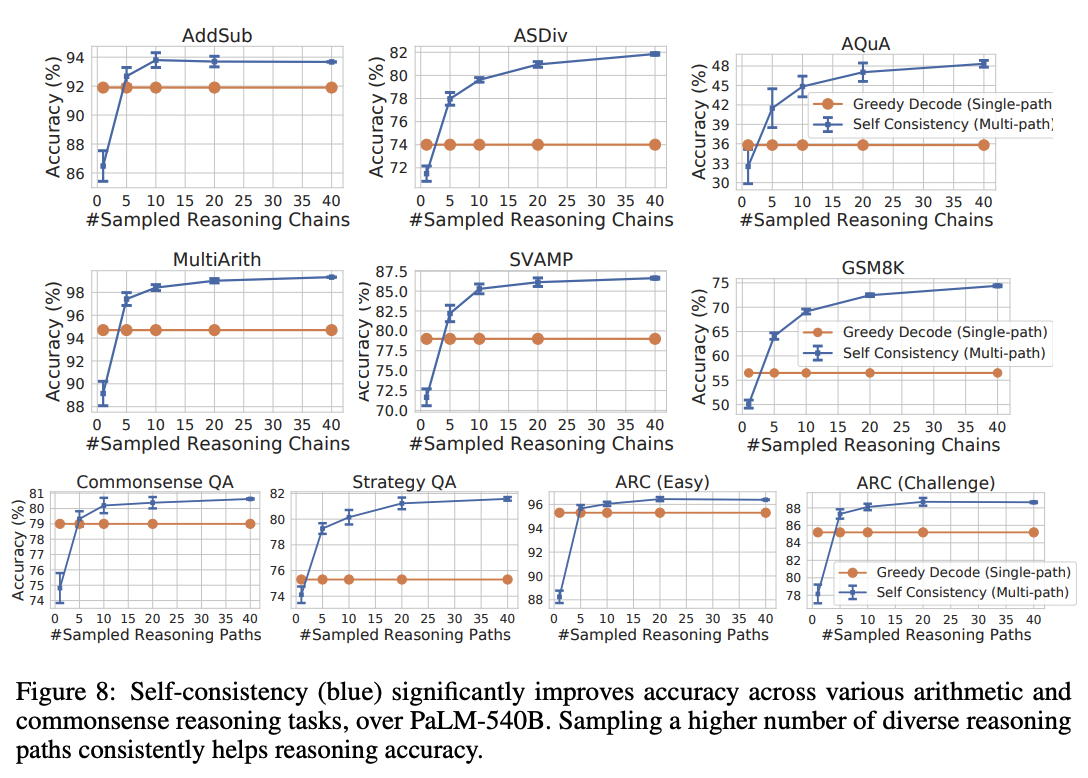 AddSub
Accuracy (%)
94
92
90
88
86
0 5 10 15 20 25 30 35 40
#Sampled Reasoning Chains
ASDiv
Accuracy (%)
82
80
78
76
74
72
0 5 10 15 20 25 30 35 40
#Sampled Reasoning Chains
AQuA
Accuracy (%)
48
45
42
39
36
33
30
Greedy Decode (Single-path
Self Consistency (Multi-path)
0 5 10 15 20 25 30 35 40
#Sampled Reasoning Chains
MultiArith
Accuracy (%)
98
96
94
92
90
88
0 5 10 15 20 25 30 35 40
#Sampled Reasoning Chains
SVAMP
Accuracy (%)
87.5
85.0
82.5
80.0
77.5
75.0
72.5
70.0
0 5 10 15 20 25 30 35 40
#Sampled Reasoning Chains
GSM8K
Accuracy (%)
75
70
65
60
55
50
Greedy Decode (Single-path)
Self Consistency (Multi-path)
0 5 10 15 20 25 30 35 40
#Sampled Reasoning Chains
Commonsense QA
Accuracy (%)
81
80
79
78
77
76
75
74
0 5 10 15 20 25 30 35 40
#Sampled Reasoning Paths
Strategy QA
82
80
78
76
74
0 5 10 15 20 25 30 35 40
#Sampled Reasoning Paths
ARC (Easy)
96
94
92
90
88
0 5 10 15 20 25 30 35 40
#Sampled Reasoning Paths
ARC (Challenge)
88
86
84
82
80
78
Greedy Decode (Single-path)
Self Consistency (Multi-path)
0 5 10 15 20 25 30 35 40
#Sampled Reasoning Paths
Figure 8: Self-consistency (blue) significantly improves accuracy across various arithmetic and
commonsense reasoning tasks, over PaLM-540B. Sampling a higher number of diverse reasoning
paths consistently helps reasoning accuracy.